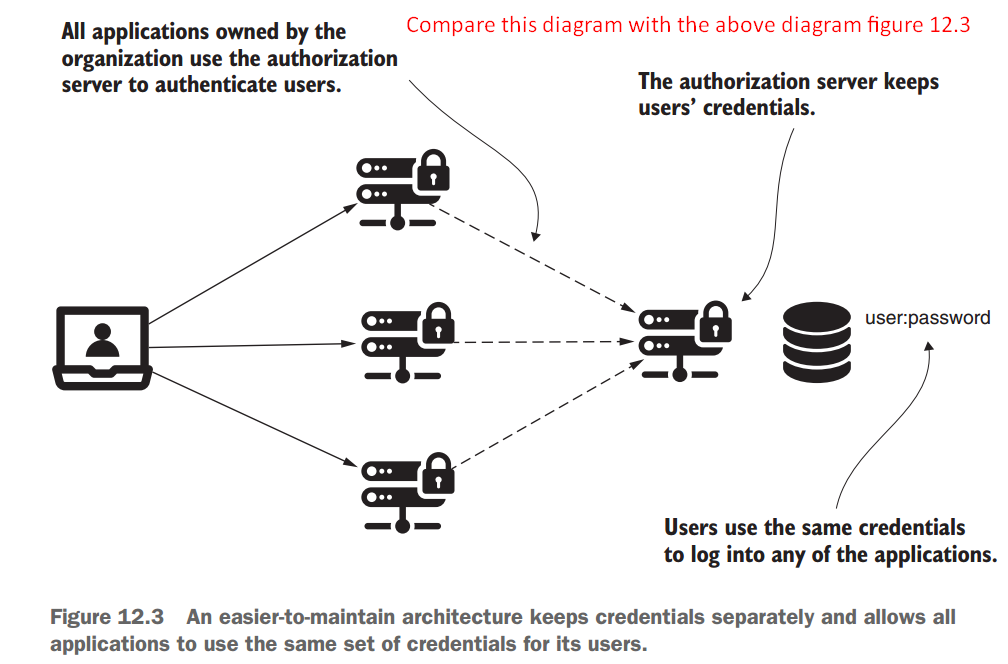 All applications owned by the
organization use the authorization
server to authenticate users.
Compare this diagram with the above diagram figure 12.3
The authorization server keeps
users’ credentials.
user:password
Users use the same credentials
to log into any of the applications.
Figure 12.3 An easier-to-maintain architecture keeps credentials separately and allows all
applications to use the same set of credentials for its users.